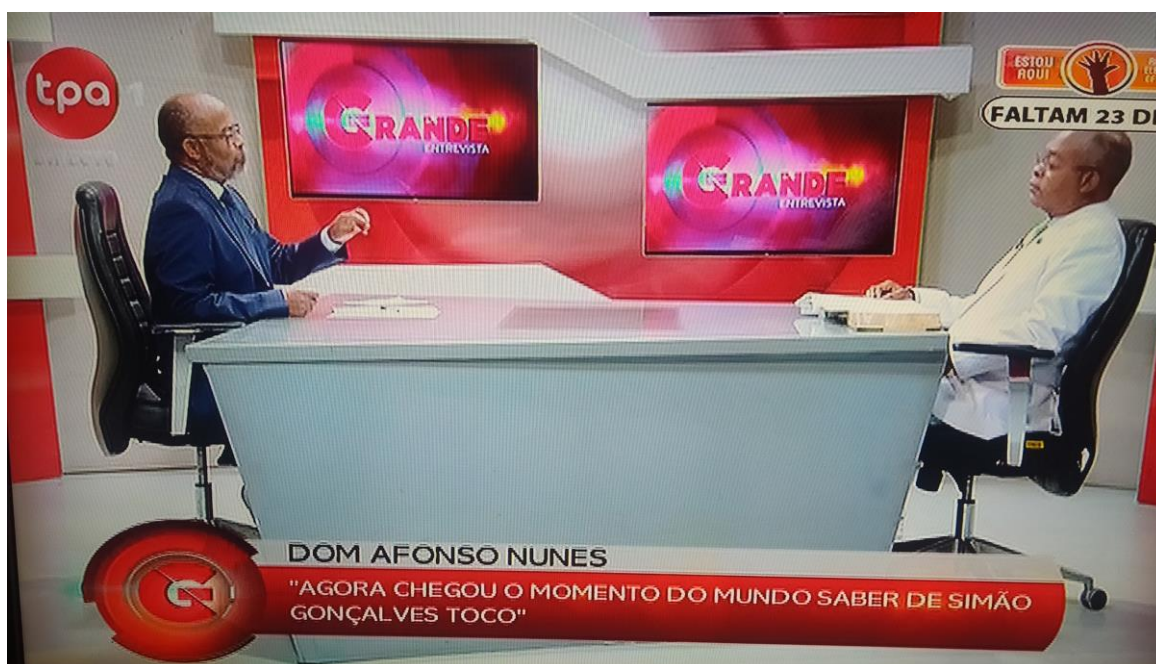 tpa
GRANDE
ENTREVISTA
GRANDE
ENTREVISTA
ESTOU
AQUI
FALTAM 23
DOM AFONSO NUNES
"AGORA CHEGOU O MOMENTO DO MUNDO SABER DE SIMÃO
GONÇALVES TOCO"